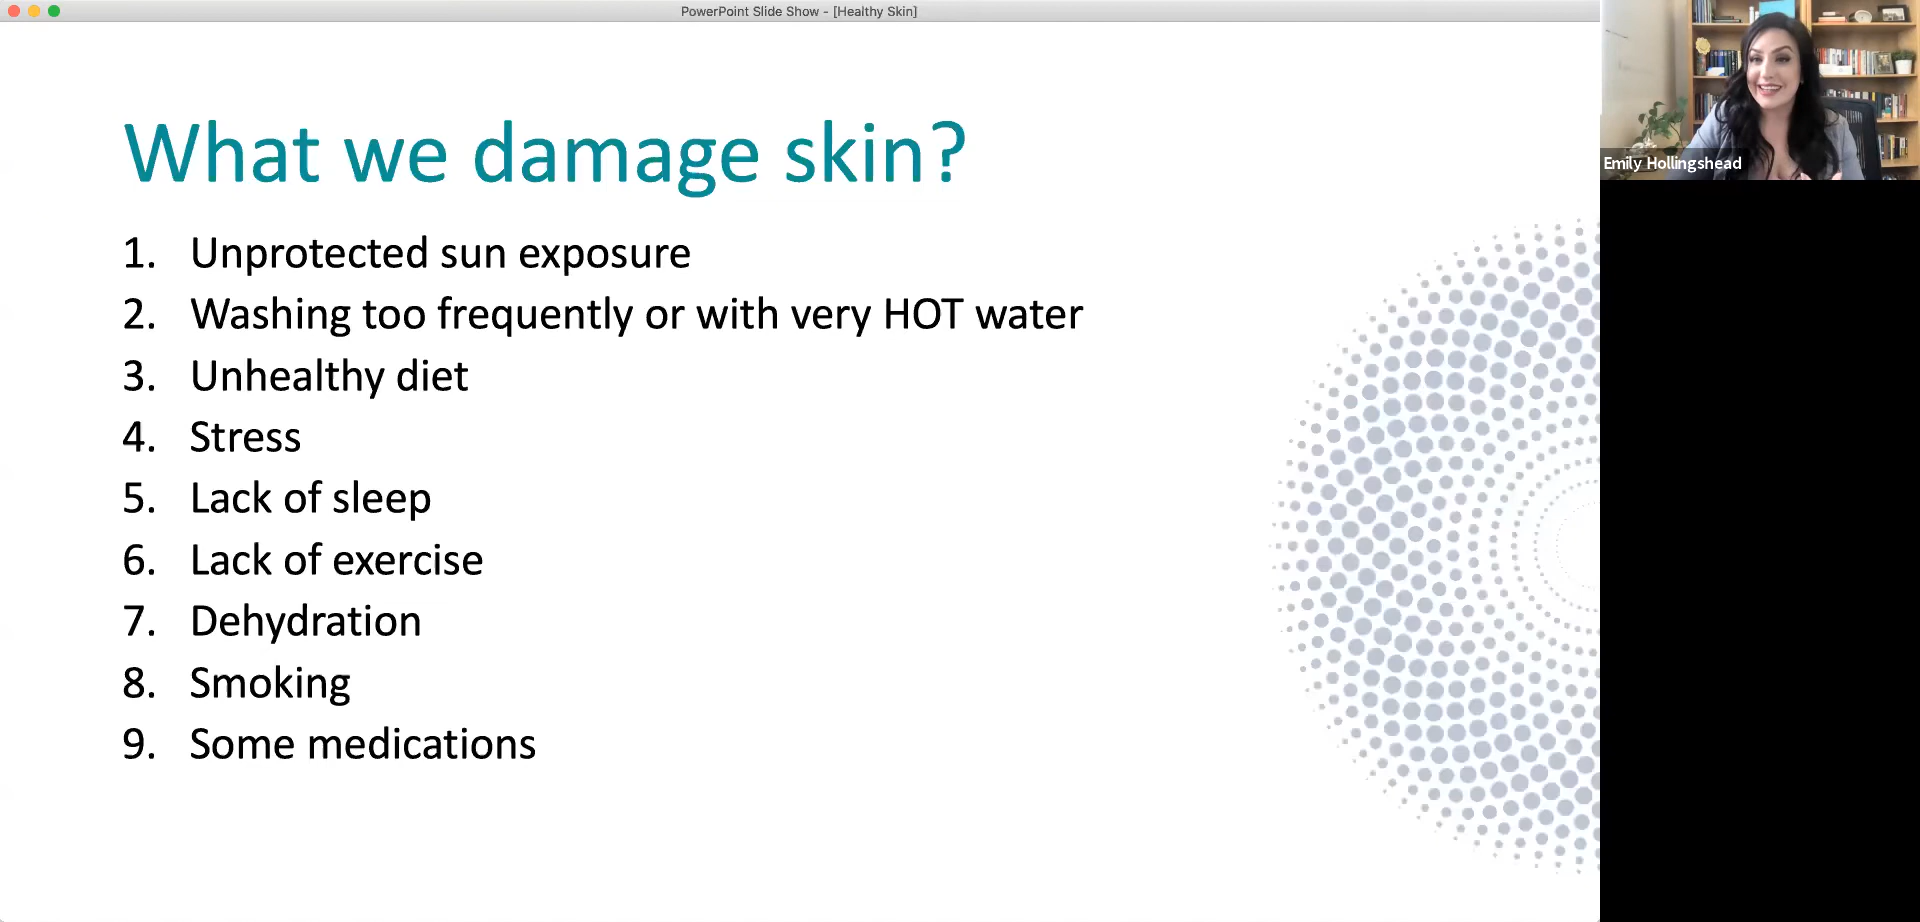 PowerPoint Slide Show - [Healthy Skin]
What we damage skin?
1. Unprotected sun exposure
2. Washing too frequently or with very HOT water
3. Unhealthy diet
4. Stress
5. Lack of sleep
6. Lack of exercise
7. Dehydration
8. Smoking
9. Some medications
Emily Hollingshead